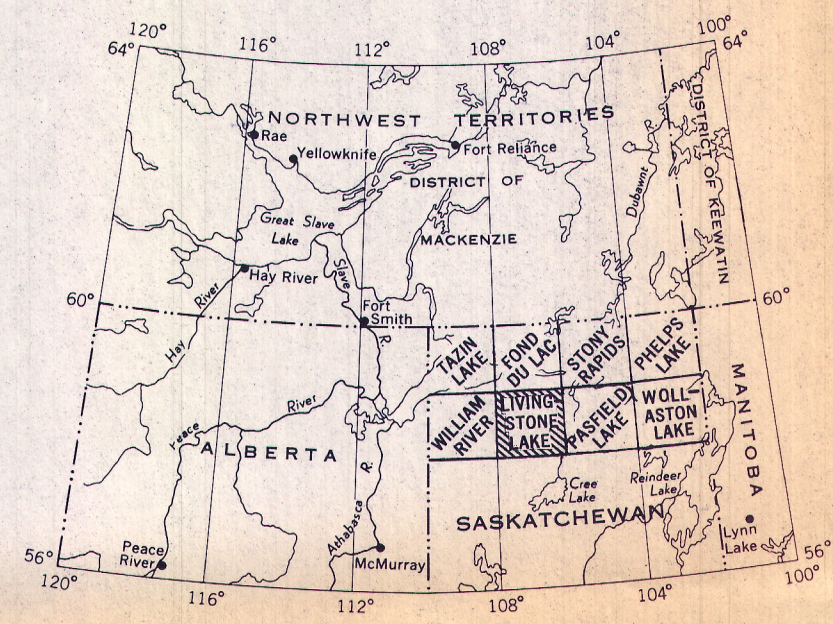 120°
116°
112°
108°
104°
100°
64°
64°
NORTHWEST TERRITORIES
Rae
Yellowknife
Fort Reliance
DISTRICT OF
MACKENZIE
DISTRICT OF KEEWATIN
Dubawnt R.
Great Slave
Lake
Slave
R.
Hay River
River
Hay
60°
60°
Fort
Smith
TAZIN
LAKE
FOND
DU LAC
STONY
RAPIDS
PHELPS
LAKE
WILLIAM
RIVER
LIVING-
STONE
LAKE
PASFIELD
LAKE
WOLL-
ASTON
LAKE
MANITOBA
River
Peace
ALBERTA
R.
Athabasca
Cree
Lake
Reindeer
Lake
SASKATCHEWAN
Lynn
Lake
Peace
River
McMurray
56°
56°
120°
116°
112°
108°
104°
100°